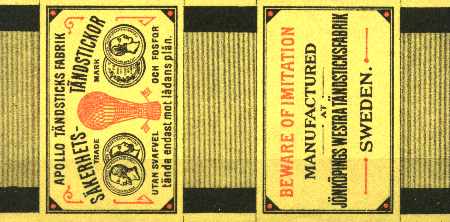 APOLLO TÄNDSTICKS FABRIK
SÄKERHETS-TÄNDSTICKOR
TRADE MARK
UTAN SVAFVEL OCH FOSFOR
tända endast mot lådans plån.
BEWARE OF IMITATION
MANUFACTURED
AT
JÖNKÖPINGS WESTRA TÄNDSTICKSFABRIK
SWEDEN.